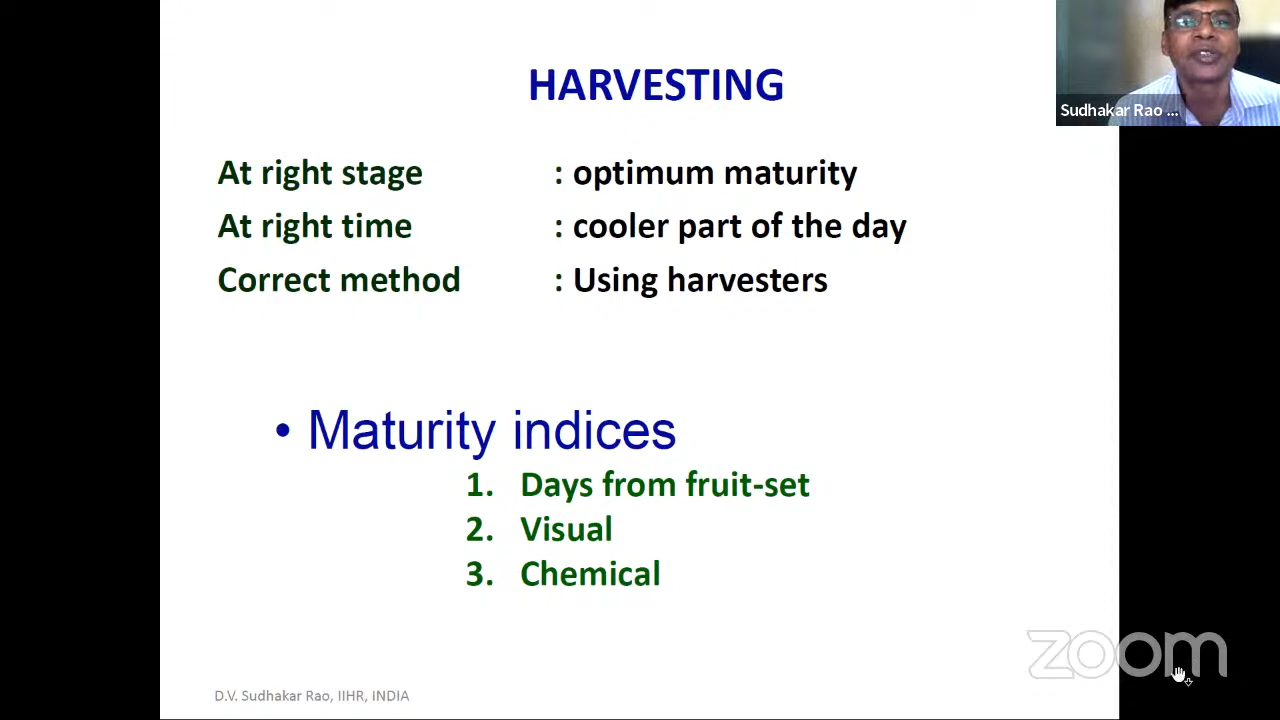 HARVESTING
Sudhakar Rao ...
At right stage : optimum maturity
At right time : cooler part of the day
Correct method : Using harvesters
• Maturity indices
1. Days from fruit-set
2. Visual
3. Chemical
zoom
D.V. Sudhakar Rao, IIHR, INDIA